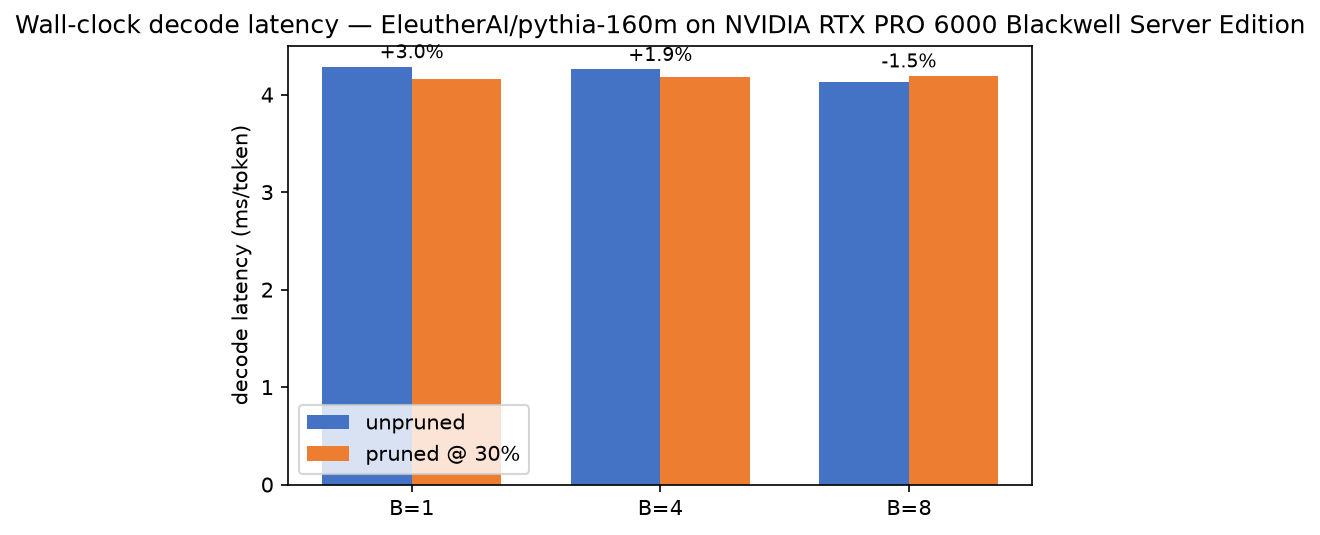 Wall-clock decode latency — EleutherAI/pythia-160m on NVIDIA RTX PRO 6000 Blackwell Server Edition
+3.0%
+1.9%
-1.5%
decode latency (ms/token)
4
3
2
1
0
unpruned
pruned @ 30%
B=1
B=4
B=8